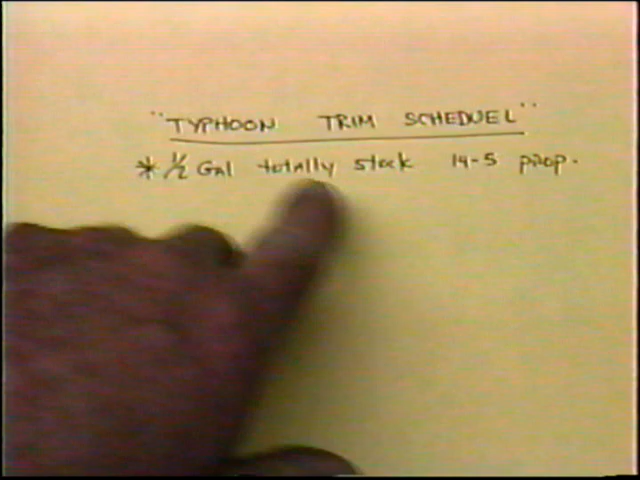 "TYPHOON TRIM SCHEDUEL"
* 1/2 Gal totally stock 14-5 prop.